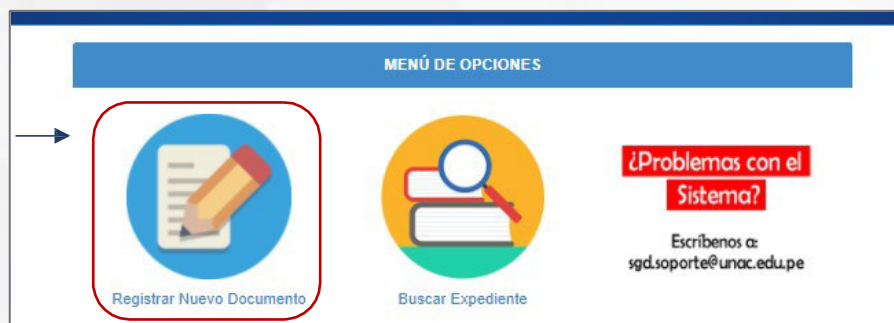 MENÚ DE OPCIONES
Registrar Nuevo Documento
Buscar Expediente
¿Problemas con el
Sistema?
Escríbenos a:
sgd.soporte@unac.edu.pe